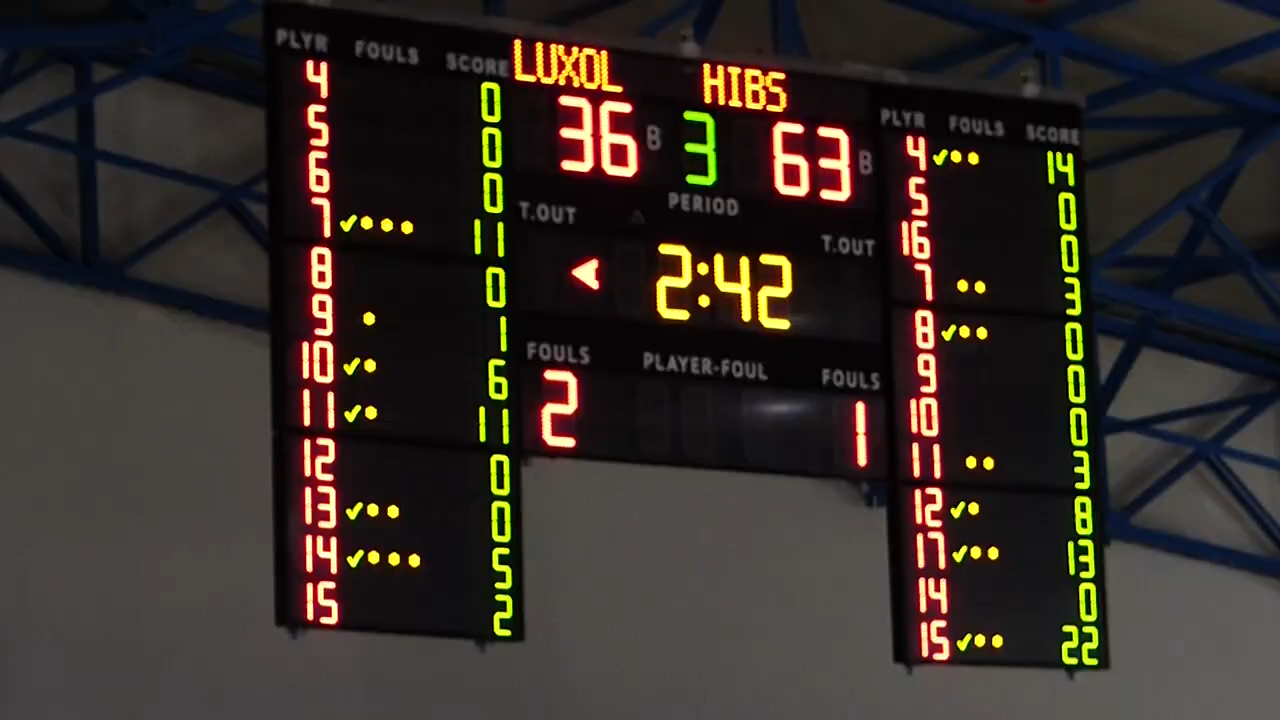 PLYR FOULS SCORE
4 0
5 0
6 0
7 ✓●●● 11
8 0
9 ● 1
10 ✓● 6
11 ✓● 11
12 0
13 ✓●● 0
14 ✓●●● 5
15 2
LUXOL HIBS
36 B 3 63 B
PERIOD
T.OUT T.OUT
2:42
FOULS PLAYER-FOUL FOULS
2 1
PLYR FOULS SCORE
4 ✓●● 14
5 0
16 0
7 ●● 3
8 ✓●● 0
9 0
10 0
11 ●● 3
12 ✓● 8
17 ✓●● 13
14 0
15 ✓●● 22